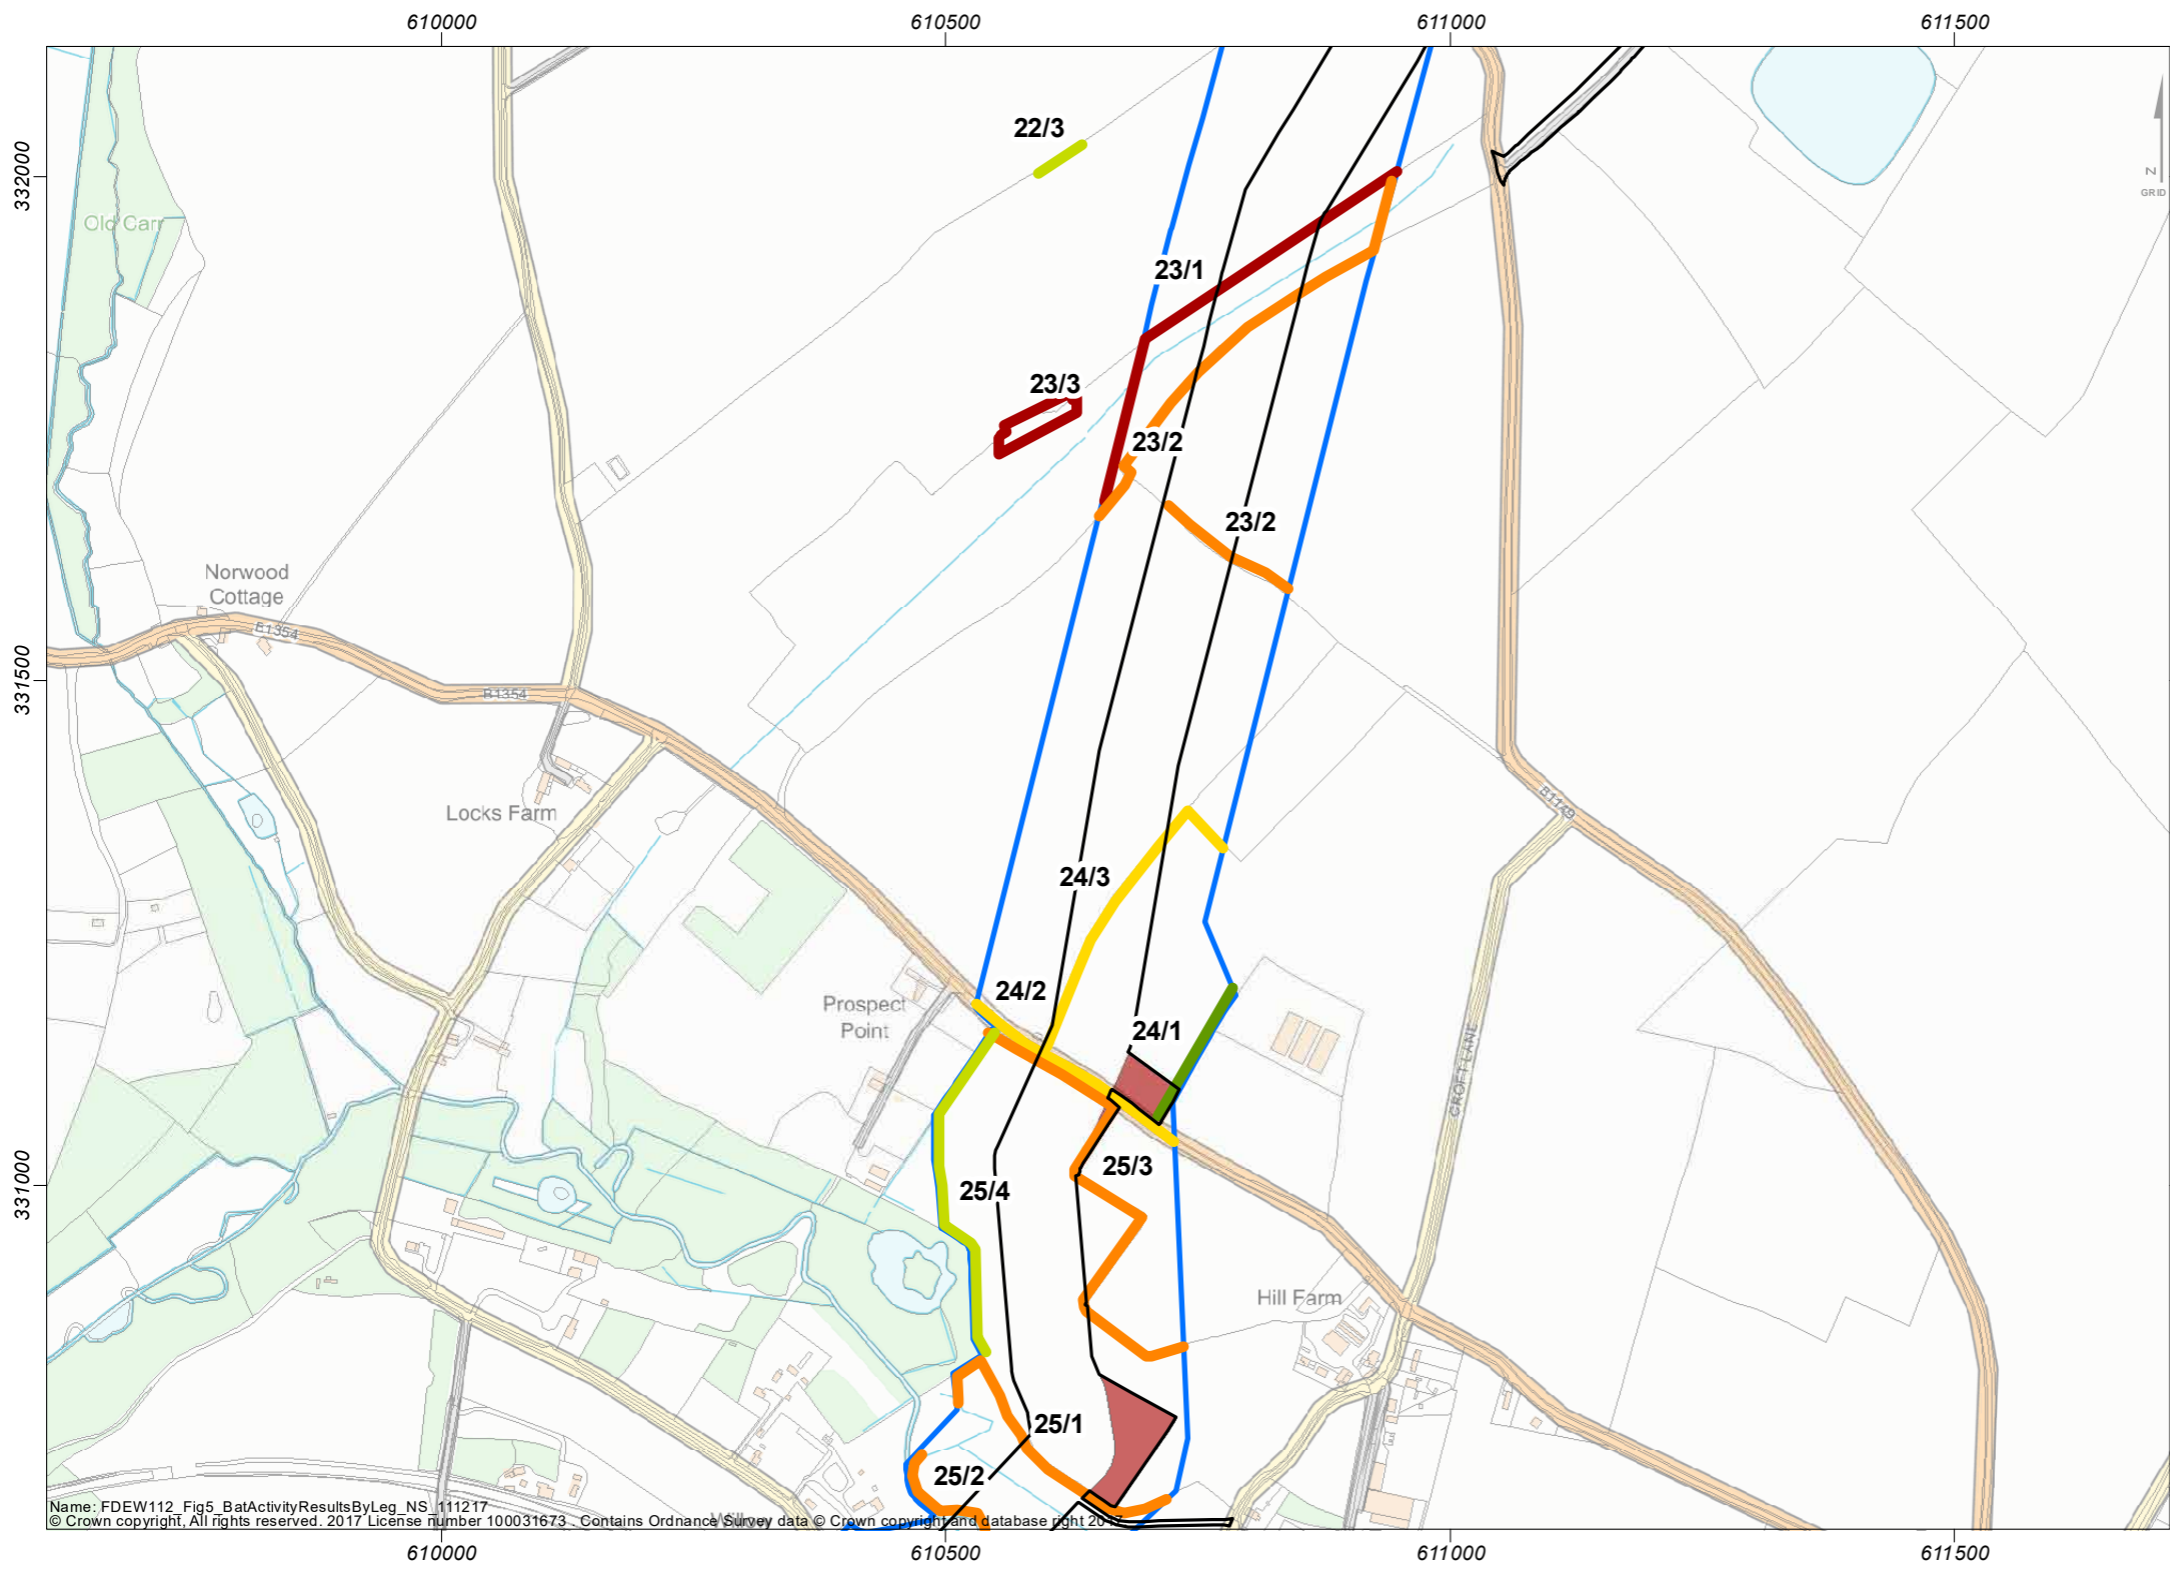 610000
610500
611000
611500
332000
22/3
N
GRID
Old Carr
23/1
23/3
23/2
23/2
Norwood
Cottage
B1354
331500
B1354
Locks Farm
B1149
24/3
Prospect
Point
24/2
24/1
CROFT LANE
331000
25/3
25/4
Hill Farm
25/1
25/2
Name: FDEW112_Fig5_BatActivityResultsByLeg_NS_111217
© Crown copyright, All rights reserved. 2017 License number 100031673 Contains Ordnance Survey data © Crown copyright and database right 2017
610000
610500
611000
611500